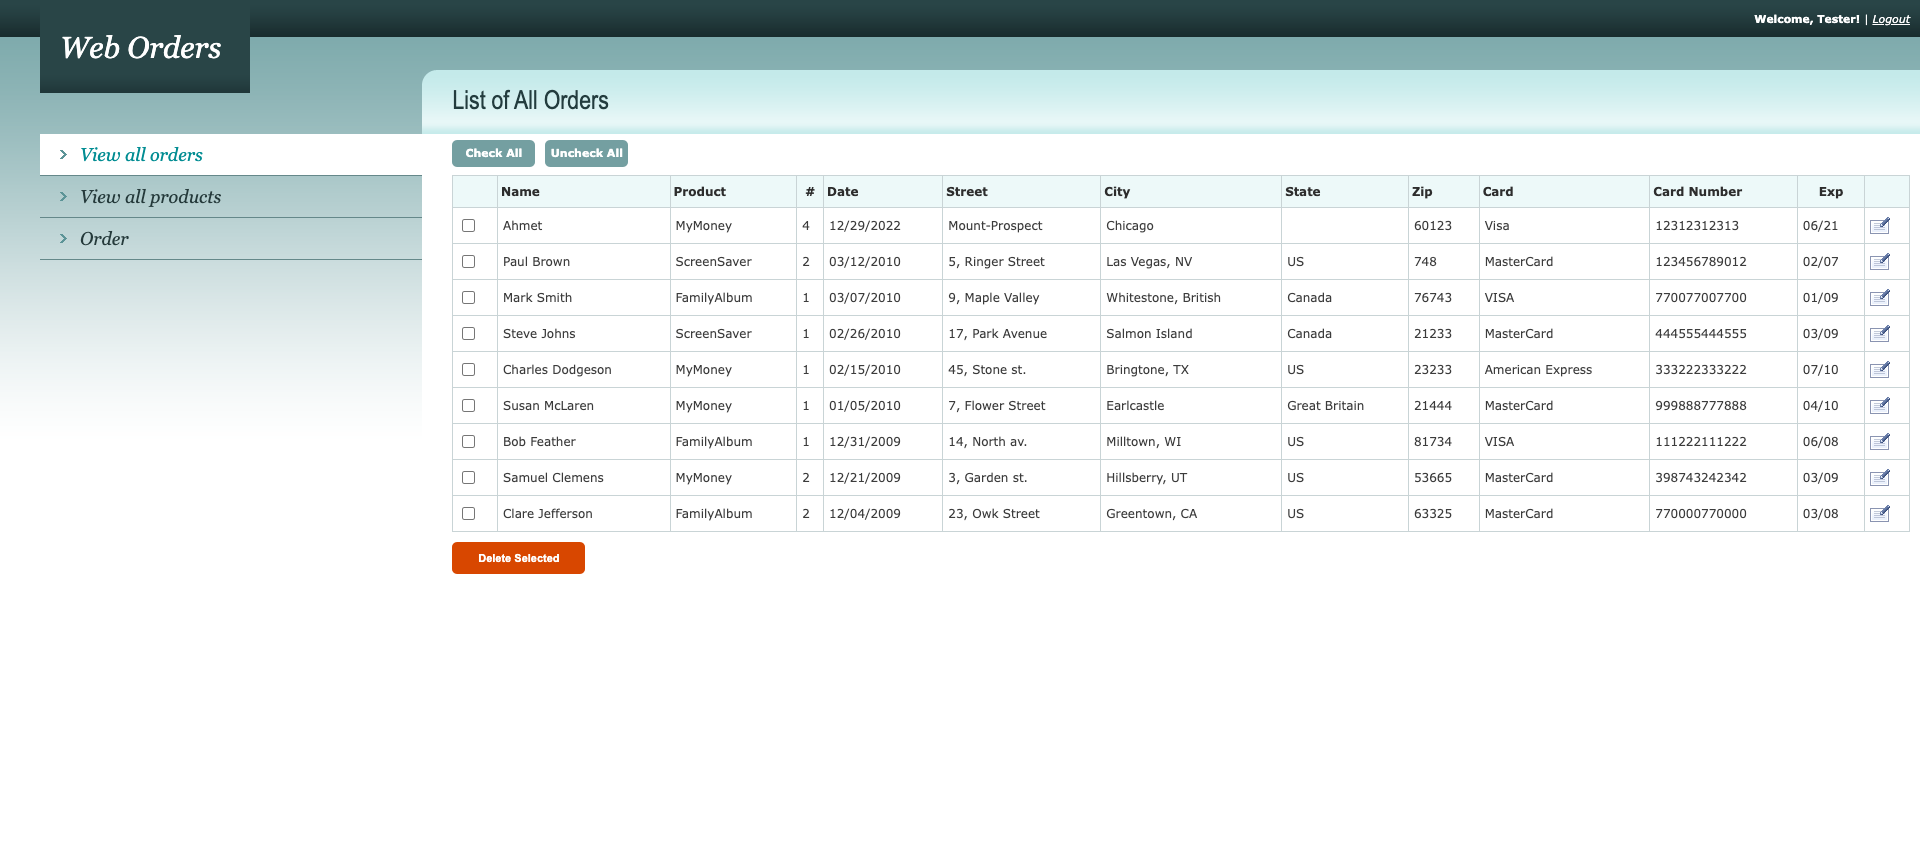 Welcome, Tester! | Logout
Web Orders
List of All Orders
View all orders
View all products
Order
Check All Uncheck All
Name Product # Date Street City State Zip Card Card Number Exp
Ahmet MyMoney 4 12/29/2022 Mount-Prospect Chicago 60123 Visa 12312312313 06/21
Paul Brown ScreenSaver 2 03/12/2010 5, Ringer Street Las Vegas, NV US 748 MasterCard 123456789012 02/07
Mark Smith FamilyAlbum 1 03/07/2010 9, Maple Valley Whitestone, British Canada 76743 VISA 770077007700 01/09
Steve Johns ScreenSaver 1 02/26/2010 17, Park Avenue Salmon Island Canada 21233 MasterCard 444555444555 03/09
Charles Dodgeson MyMoney 1 02/15/2010 45, Stone st. Bringtone, TX US 23233 American Express 333222333222 07/10
Susan McLaren MyMoney 1 01/05/2010 7, Flower Street Earlcastle Great Britain 21444 MasterCard 999888777888 04/10
Bob Feather FamilyAlbum 1 12/31/2009 14, North av. Milltown, WI US 81734 VISA 111222111222 06/08
Samuel Clemens MyMoney 2 12/21/2009 3, Garden st. Hillsberry, UT US 53665 MasterCard 398743242342 03/09
Clare Jefferson FamilyAlbum 2 12/04/2009 23, Owk Street Greentown, CA US 63325 MasterCard 770000770000 03/08
Delete Selected